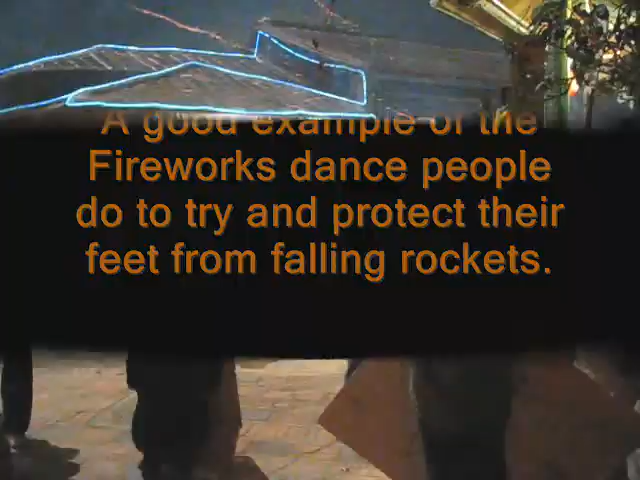 A good example of the
Fireworks dance people
do to try and protect their
feet from falling rockets.